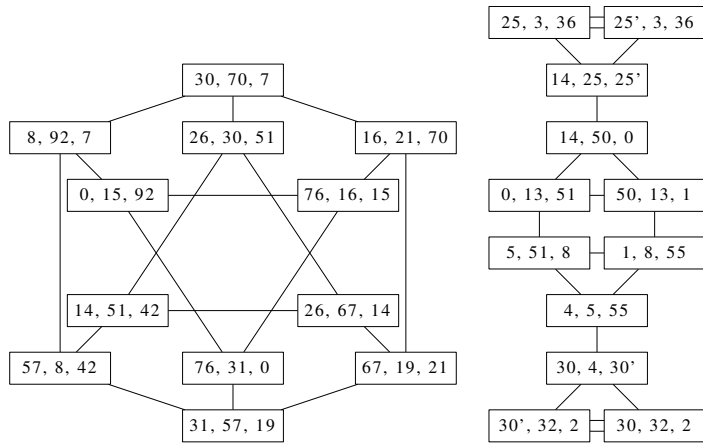 25, 3, 36
25', 3, 36
30, 70, 7
14, 25, 25'
8, 92, 7
26, 30, 51
16, 21, 70
14, 50, 0
0, 15, 92
76, 16, 15
0, 13, 51
50, 13, 1
5, 51, 8
1, 8, 55
14, 51, 42
26, 67, 14
4, 5, 55
57, 8, 42
76, 31, 0
67, 19, 21
30, 4, 30'
31, 57, 19
30', 32, 2
30, 32, 2